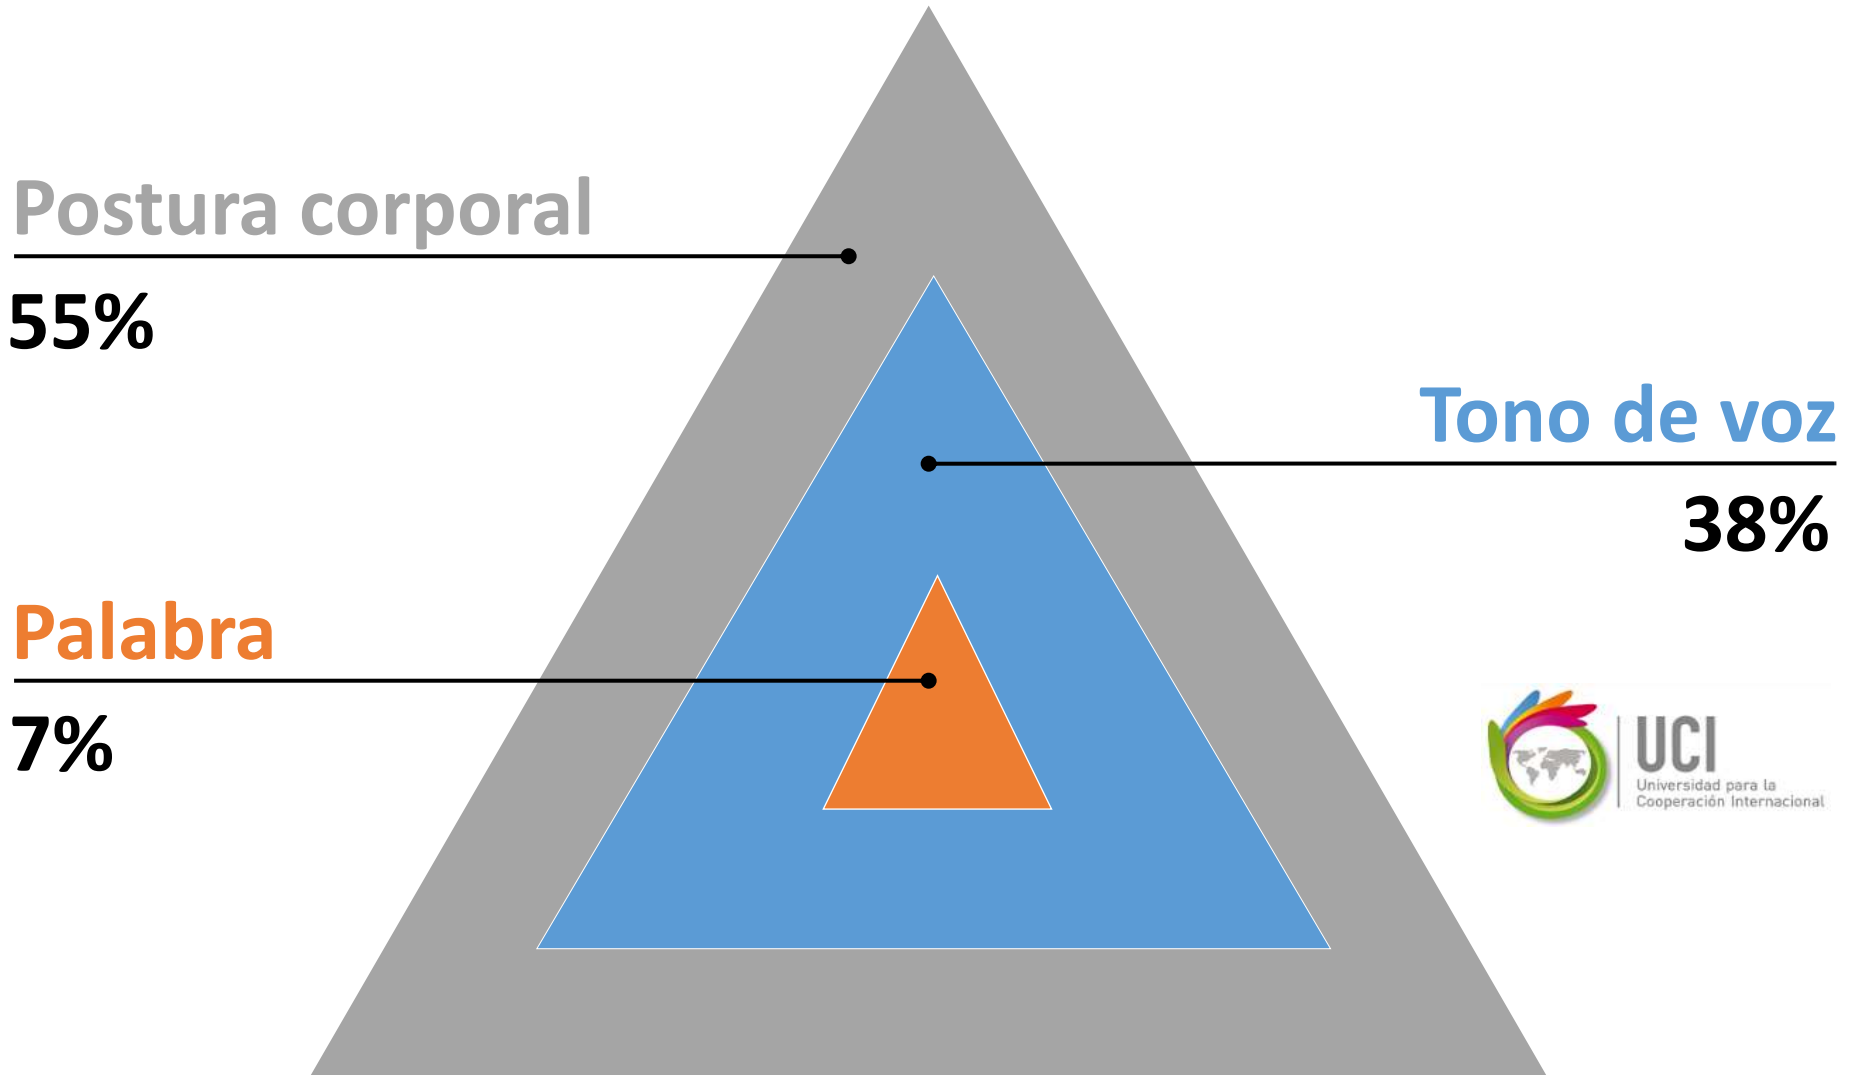 Postura corporal
55%
Tono de voz
38%
Palabra
7%
UCI
Universidad para la
Cooperación Internacional